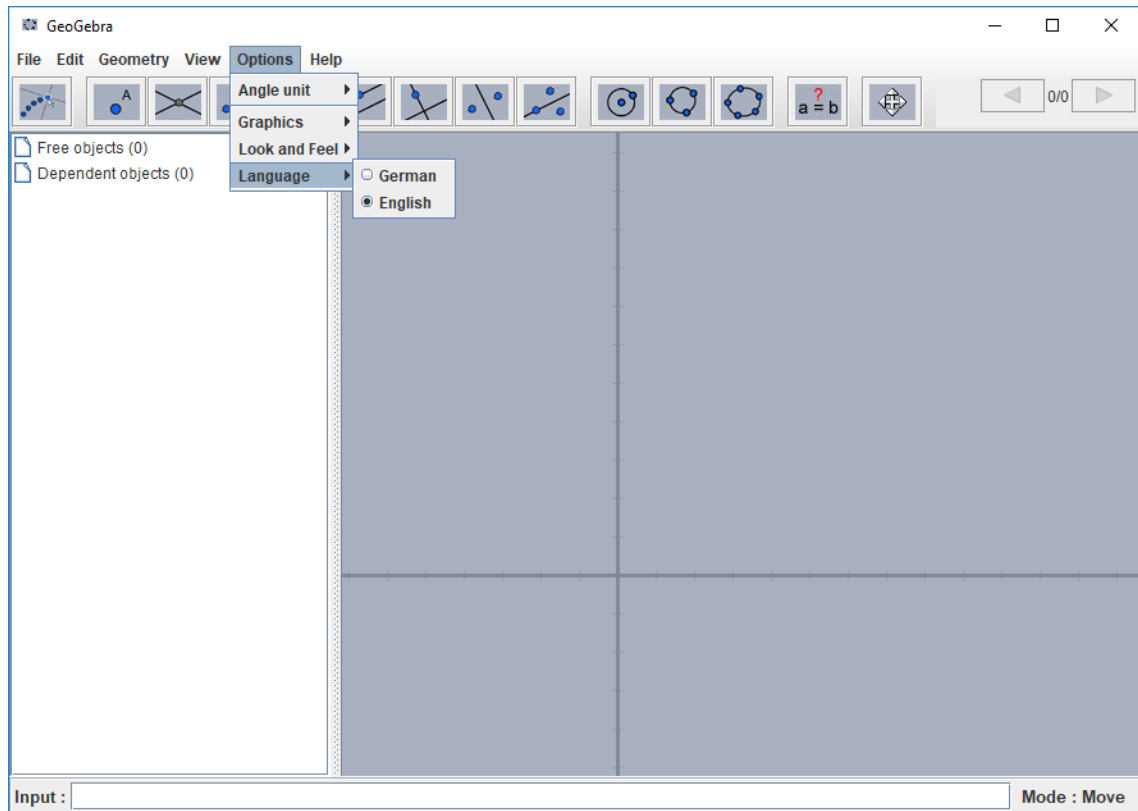 GeoGebra
File Edit Geometry View Options Help
Angle unit
A
a ? = b
0/0
Graphics
Free objects (0)
Look and Feel
Dependent objects (0)
Language
German
English
Input :
Mode : Move